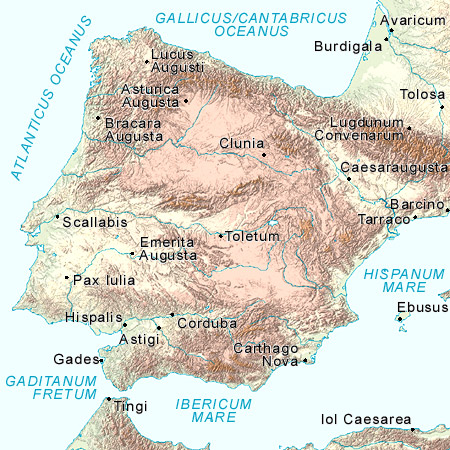 GALLICUS/CANTABRICUS
OCEANUS
Avaricum
Burdigala
ATLANTICUS OCEANUS
Lucus
Augusti
Asturica
Augusta
Tolosa
Bracara
Augusta
Lugdunum
Convenarum
Clunia
Caesaraugusta
Barcino
Tarraco
Scallabis
Toletum
Emerita
Augusta
HISPANUM
MARE
Pax Iulia
Ebusus
Hispalis
Corduba
Astigi
Carthago
Nova
Gades
GADITANUM
FRETUM
Tingi
IBERICUM
MARE
Iol Caesarea